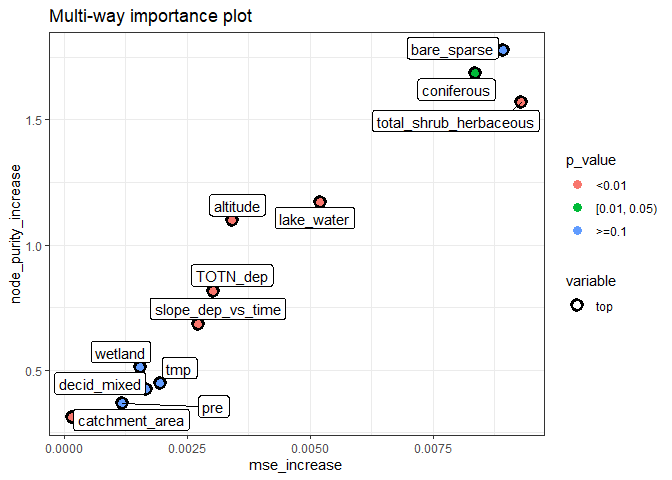 Multi-way importance plot
bare_sparse
coniferous
total_shrub_herbaceous
altitude
lake_water
TOTN_dep
slope_dep_vs_time
wetland
tmp
decid_mixed
pre
catchment_area
node_purity_increase
1.5
1.0
0.5
0.0000
0.0025
0.0050
0.0075
mse_increase
p_value
<0.01
[0.01, 0.05)
>=0.1
variable
top